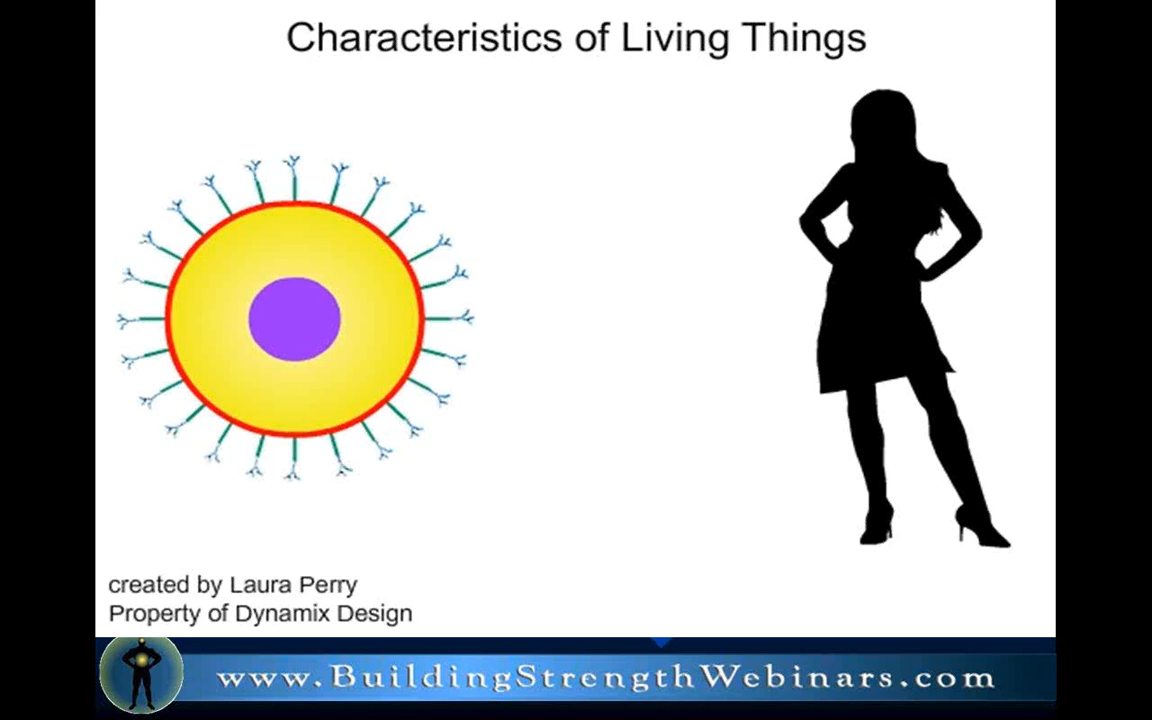 Characteristics of Living Things
created by Laura Perry
Property of Dynamix Design
www.BuildingStrengthWebinars.com